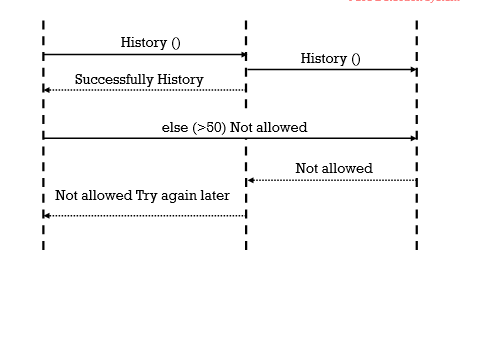 History ()
History ()
Successfully History
else (>50) Not allowed
Not allowed
Not allowed Try again later